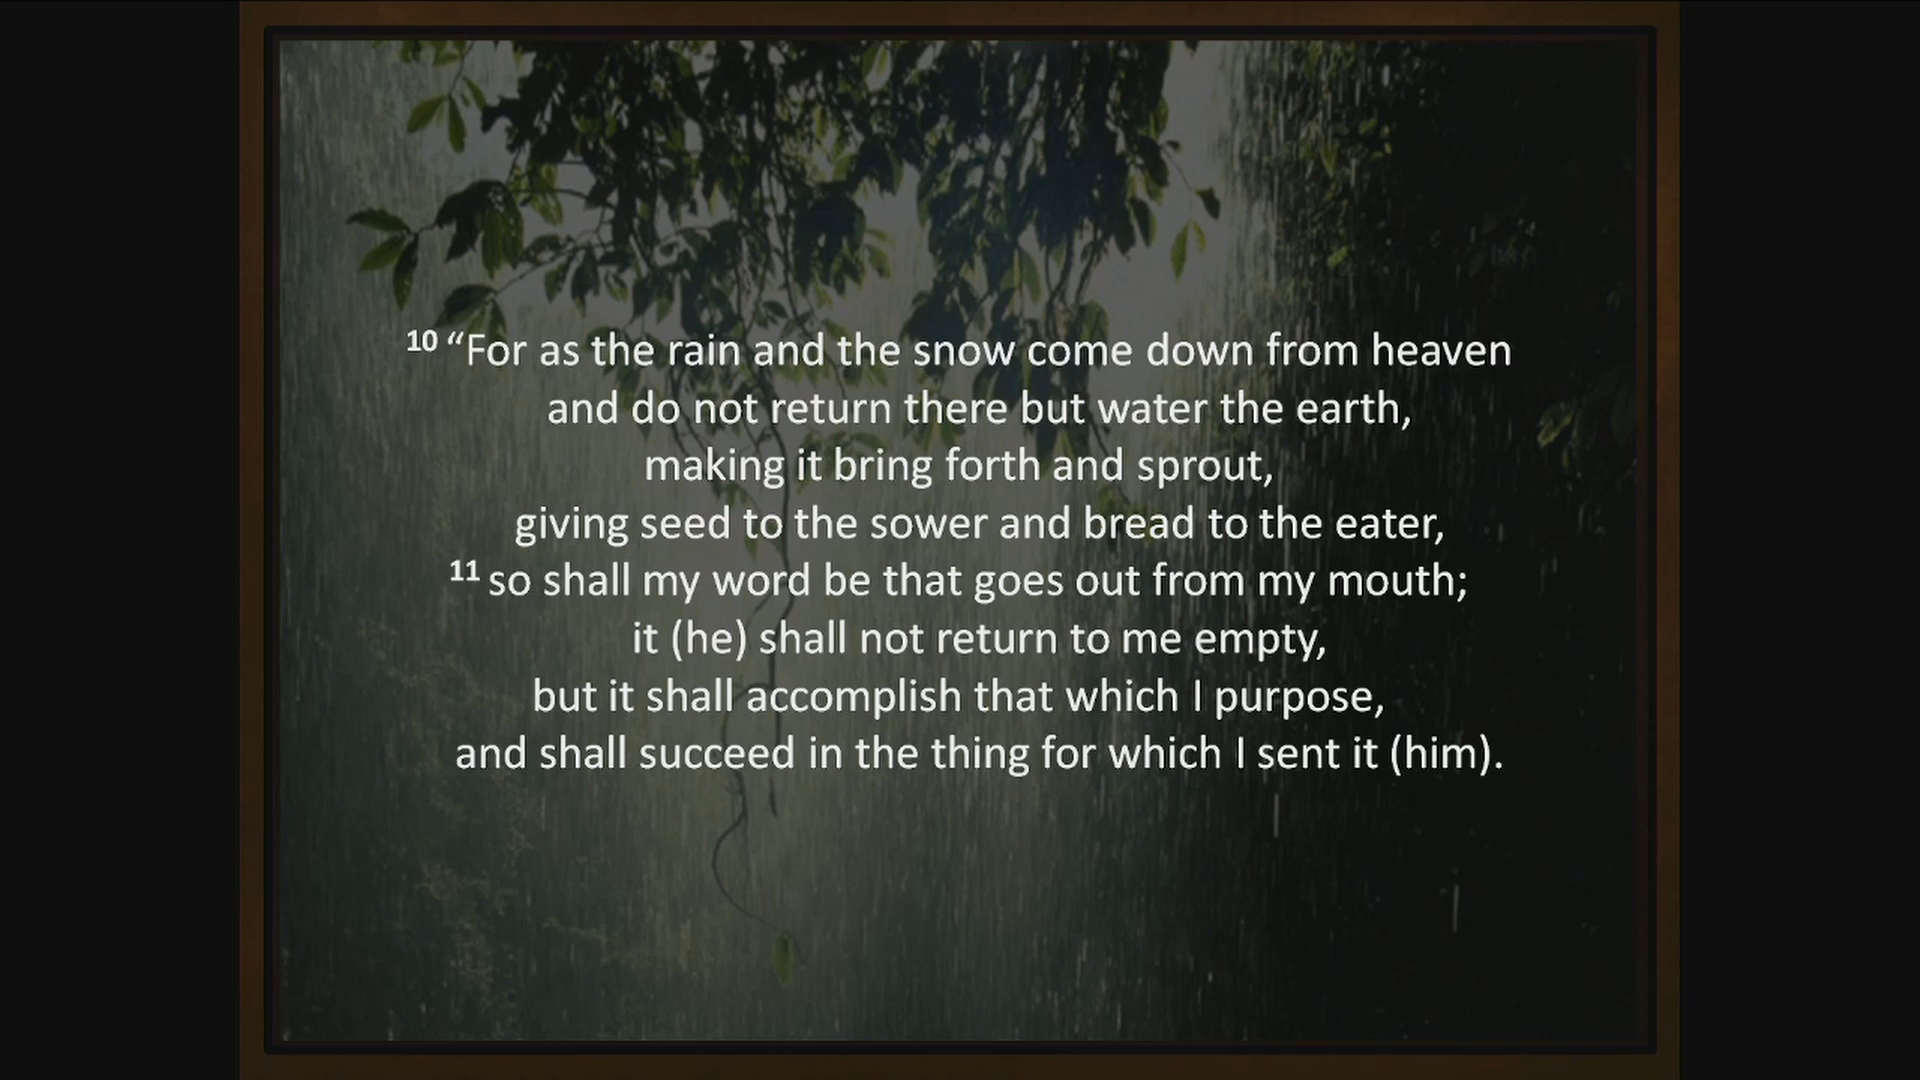 10 “For as the rain and the snow come down from heaven
and do not return there but water the earth,
making it bring forth and sprout,
giving seed to the sower and bread to the eater,
11 so shall my word be that goes out from my mouth;
it (he) shall not return to me empty,
but it shall accomplish that which I purpose,
and shall succeed in the thing for which I sent it (him).